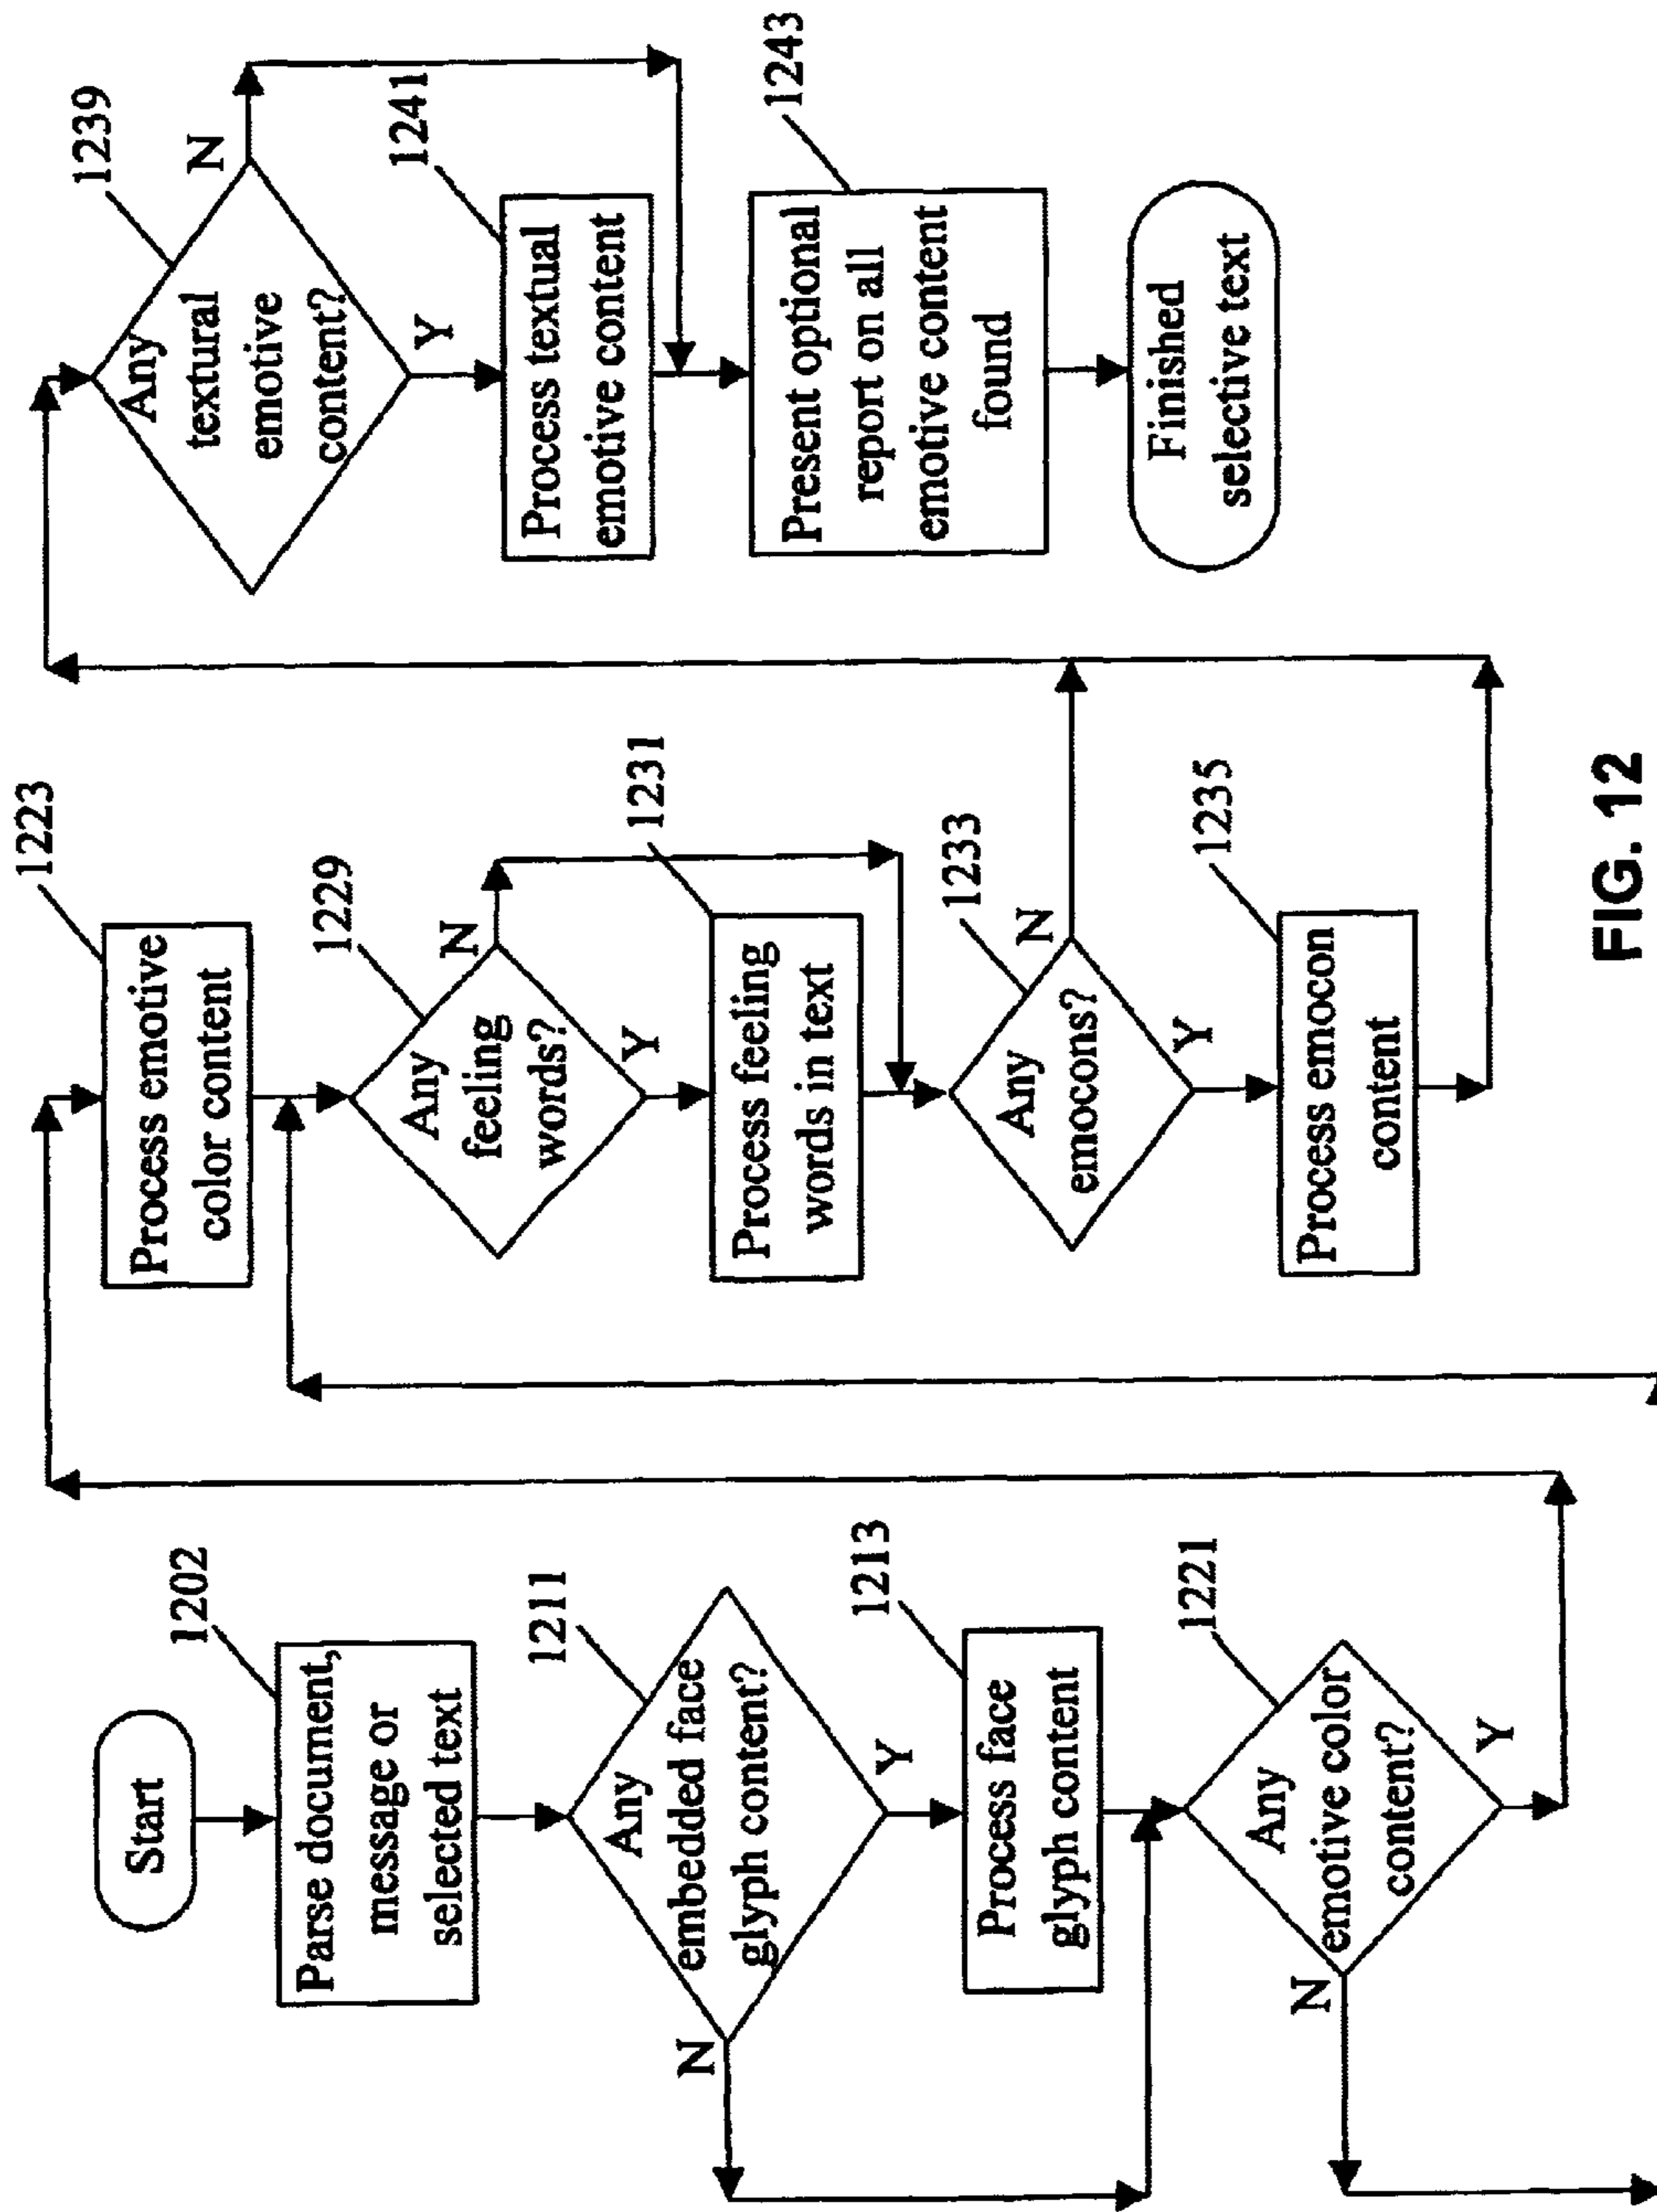 Start
1202
Parse document,
message or
selected text
1211
Any
embedded face
glyph content?
N
Y
1213
Process face
glyph content
1221
Any
emotive color
content?
N
Y
1223
Process emotive
color content
1229
Any
feeling
words?
N
Y
1231
Process feeling
words in text
1233
Any
emocons?
N
Y
1235
Process emocon
content
1239
Any
textural
emotive
content?
N
Y
1241
Process textual
emotive content
1243
Present optional
report on all
emotive content
found
Finished
selective text
FIG. 12